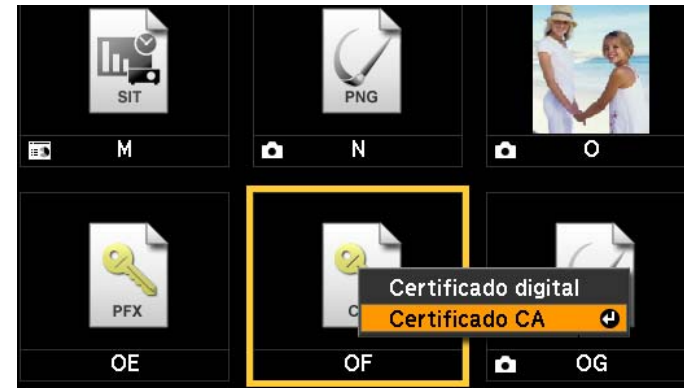 SIT
PNG
M
N
O
Certificado digital
Certificado CA
PFX
OE
OF
OG